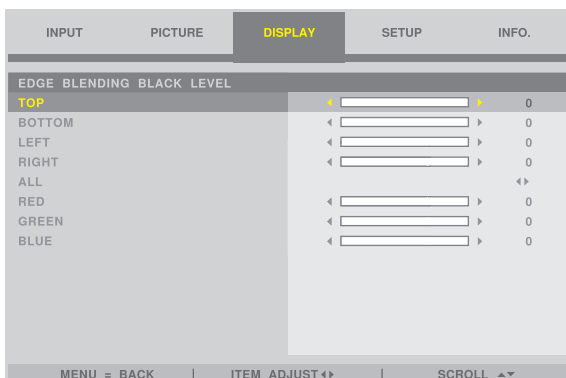 INPUT PICTURE DISPLAY SETUP INFO.
EDGE BLENDING BLACK LEVEL
TOP 0
BOTTOM 0
LEFT 0
RIGHT 0
ALL
RED 0
GREEN 0
BLUE 0
MENU = BACK | ITEM ADJUST | SCROLL